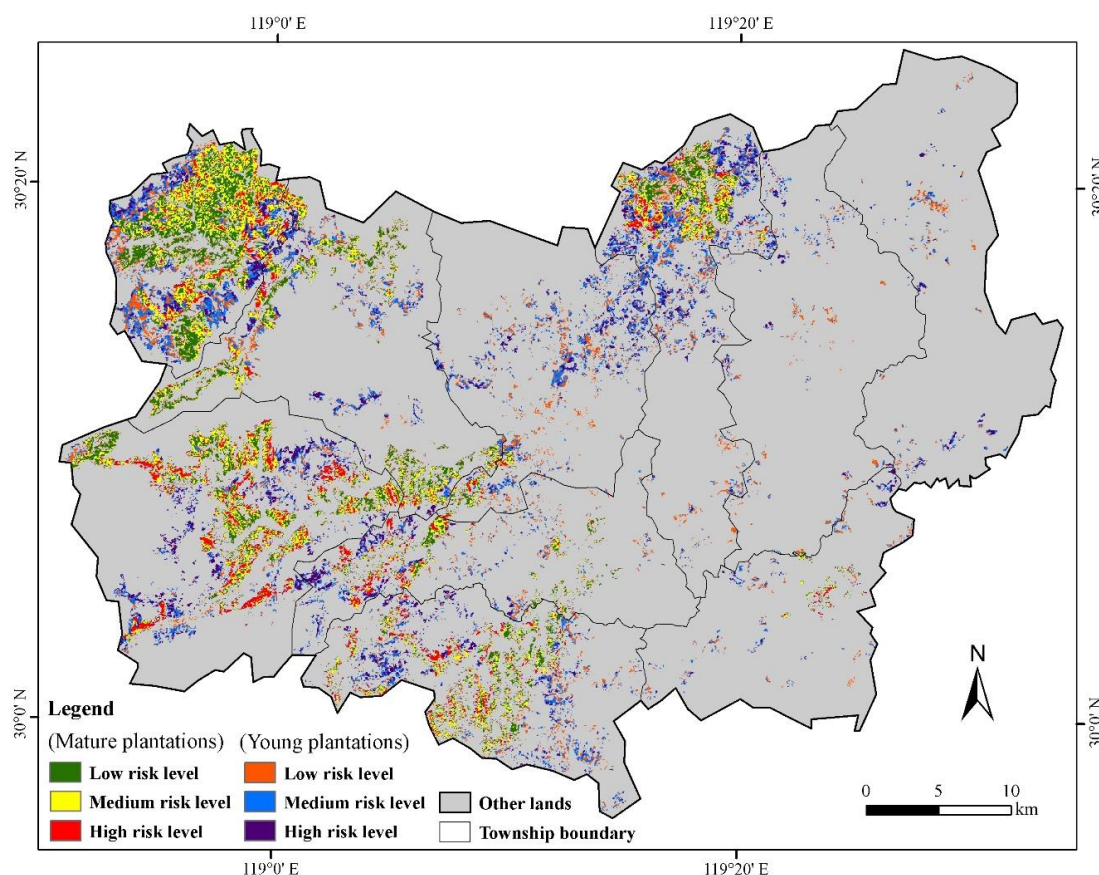 119°0′ E 119°20′ E
30°20′ N 30°20′ N
N
30°0′ N 30°0′ N
Legend
(Mature plantations) (Young plantations)
Low risk level Low risk level
Medium risk level Medium risk level Other lands
High risk level High risk level Township boundary
0 5 10
km
119°0′ E 119°20′ E